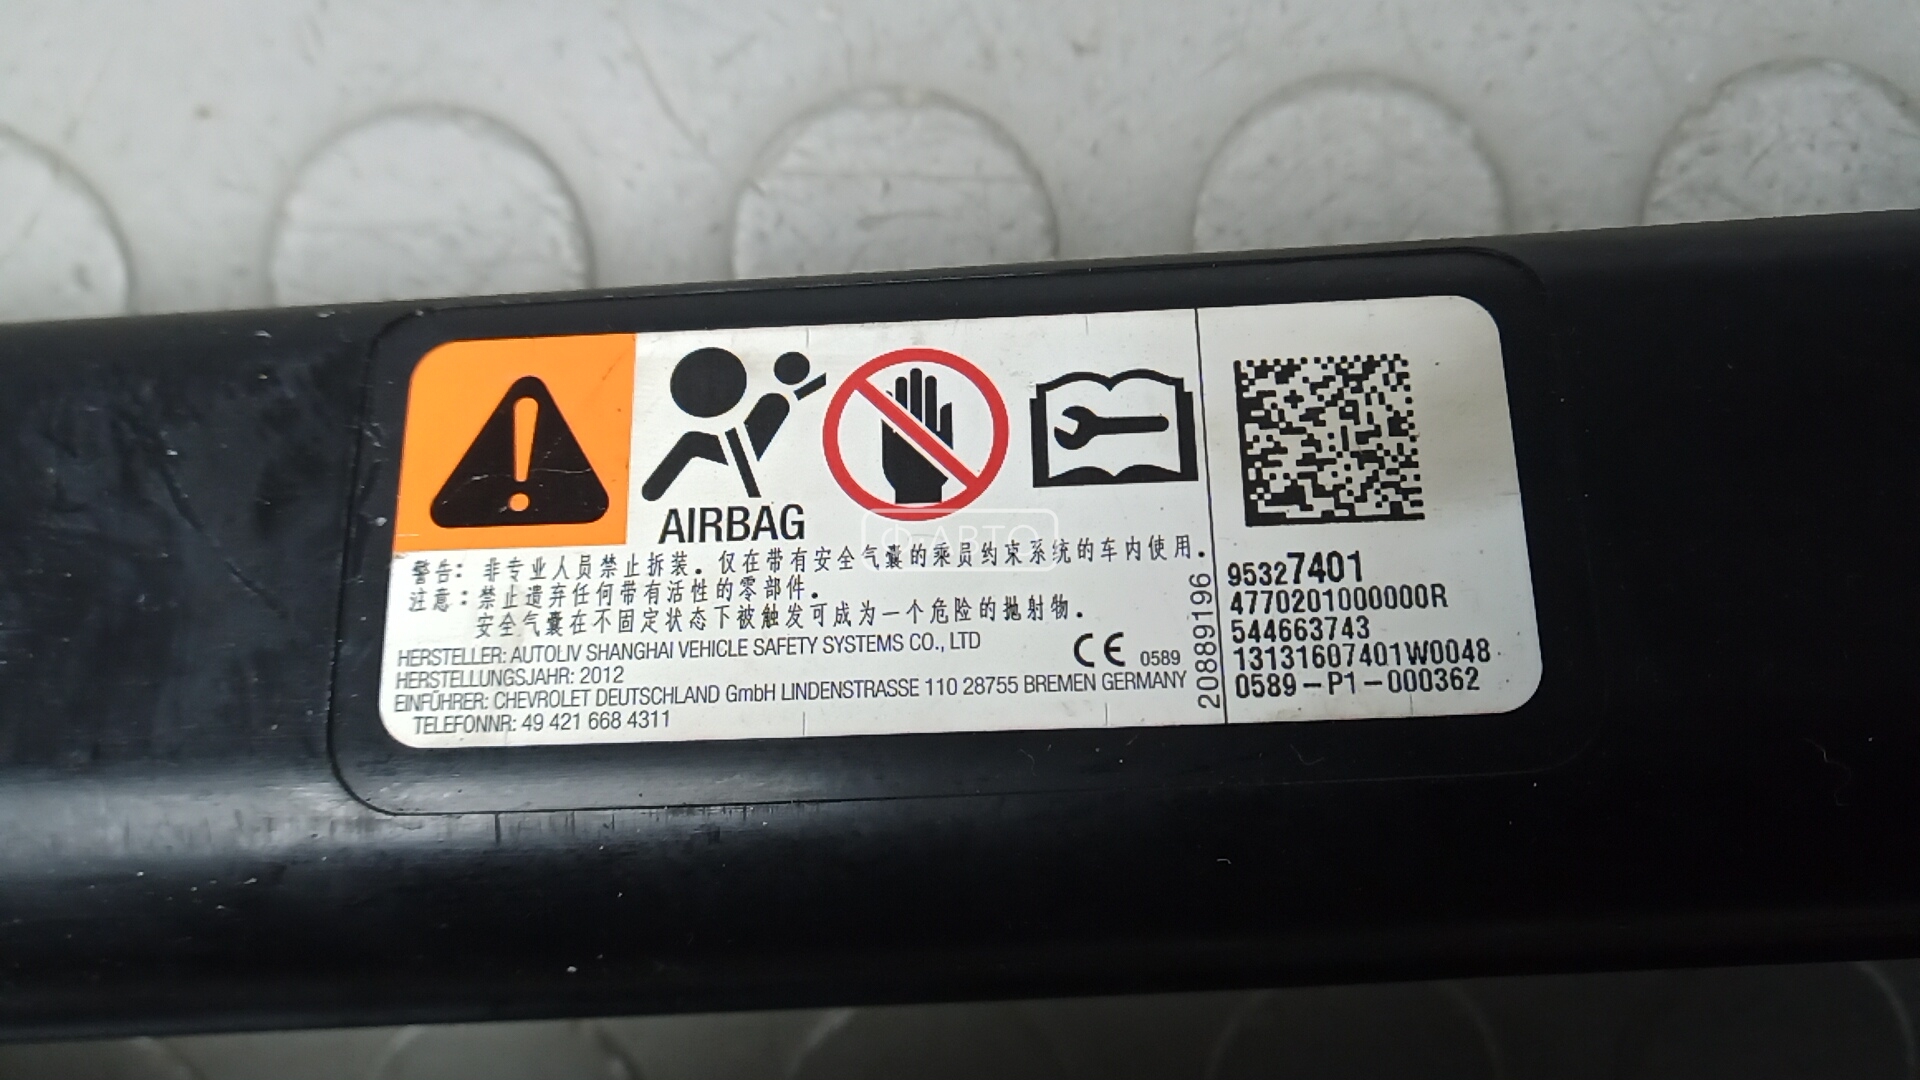 AIRBAG
警告: 非专业人员禁止拆装. 仅在带有安全气囊的乘员约束系统的车内使用.
注意: 禁止遗弃任何带有活性的零部件.
安全气囊在不固定状态下被触发可成为一个危险的抛射物.
HERSTELLER: AUTOLIV SHANGHAI VEHICLE SAFETY SYSTEMS CO., LTD
HERSTELLUNGSJAHR: 2012
CE 0589
EINFÜHRER: CHEVROLET DEUTSCHLAND GmbH LINDENSTRASSE 110 28755 BREMEN GERMANY
TELEFONNR: 49 421 668 4311
20889196
95327401
4770201000000R
544663743
13131607401W0048
0589-P1-000362
Ф АВТО